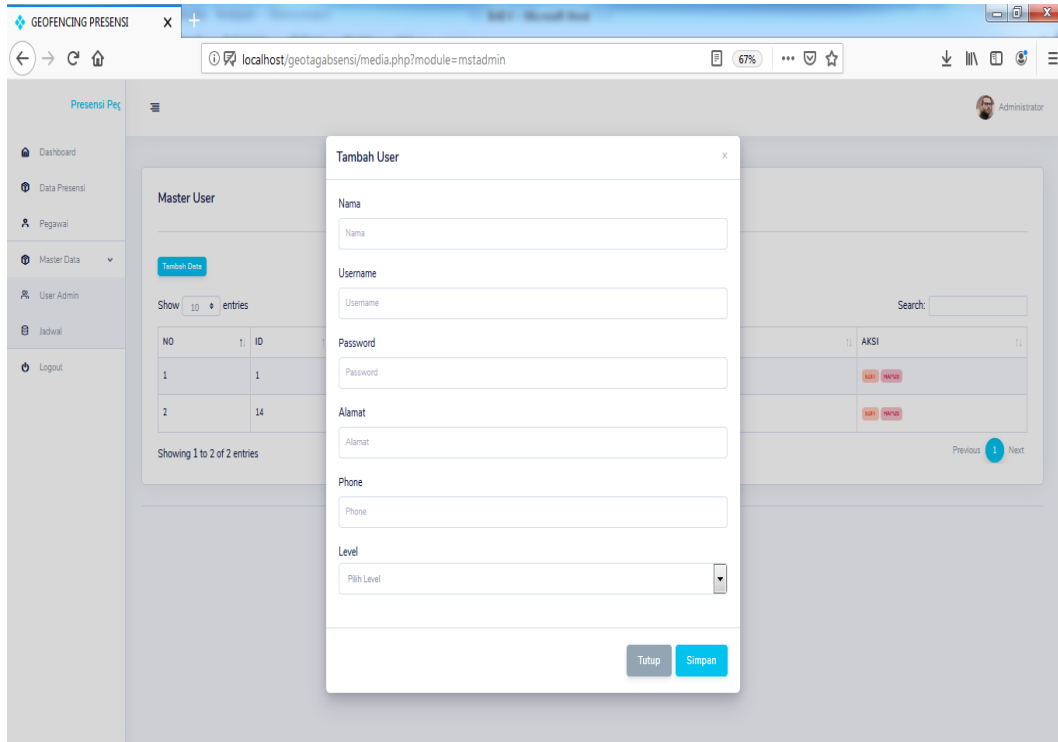 GEOFENCING PRESENSI
localhost/geotagabsensi/media.php?module=mstadmin
67%
Presensi Peg
Administrator
Dashboard
Data Presensi
Pegawai
Master Data
User Admin
Jadwal
Logout
Master User
Tambah Data
Show 10 entries
Search:
NO ID AKSI
1 1
2 14
Showing 1 to 2 of 2 entries
Previous 1 Next
Tambah User
x
Nama
Nama
Username
Username
Password
Password
Alamat
Alamat
Phone
Phone
Level
Pilih Level
Tutup Simpan